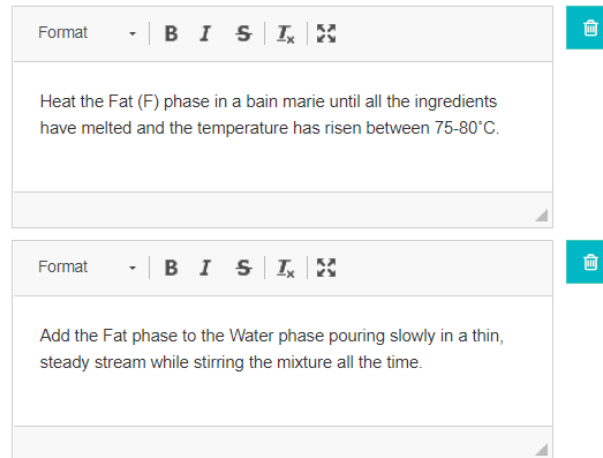 Format B I S Ix
Heat the Fat (F) phase in a bain marie until all the ingredients
have melted and the temperature has risen between 75-80°C.
Format B I S Ix
Add the Fat phase to the Water phase pouring slowly in a thin,
steady stream while stirring the mixture all the time.